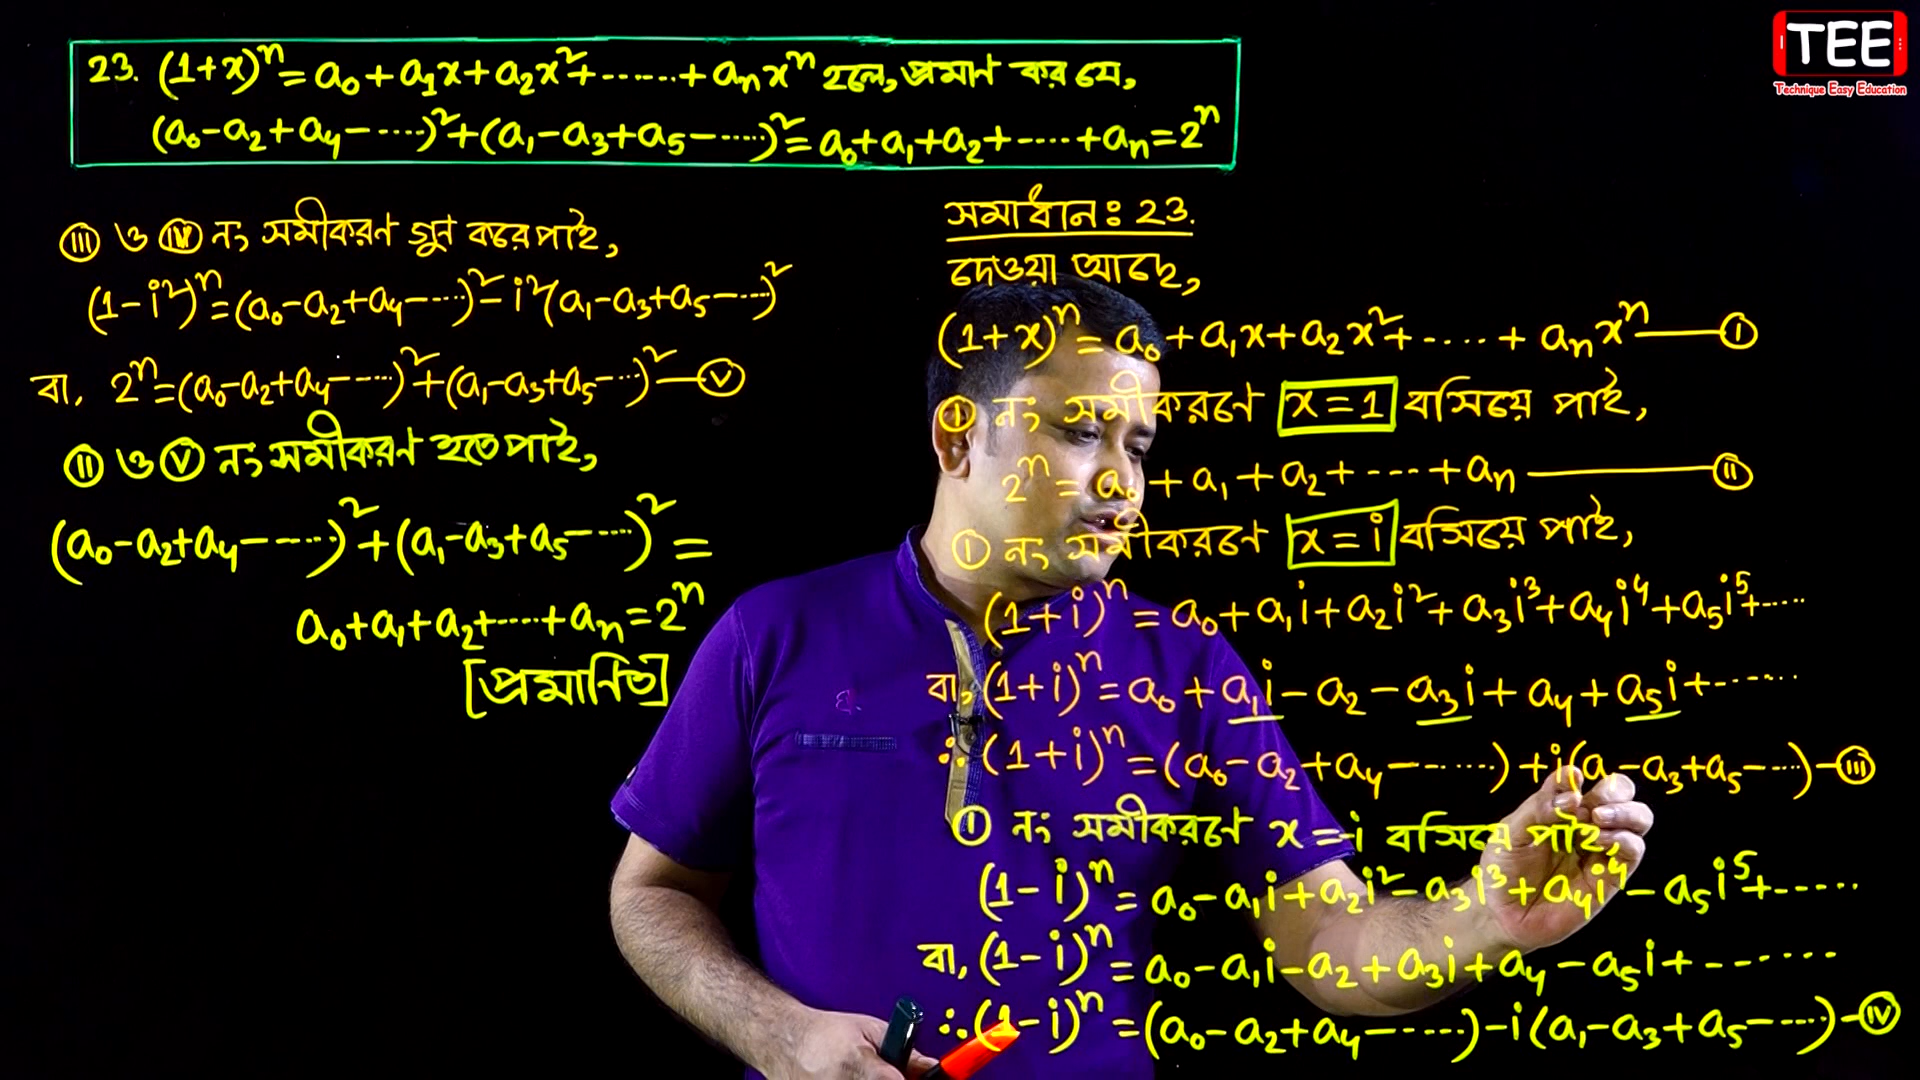 TEE
Technique Easy Education
23. (1+x)ⁿ = a₀ + a₁x + a₂x² + ...... + aₙxⁿ হলে, প্রমাণ কর যে,
(a₀-a₂+a₄-.....)²+(a₁-a₃+a₅-.....)² = a₀+a₁+a₂+.....+aₙ=2ⁿ
সমাধান: 23.
দেওয়া আছে,
(1+x)ⁿ = a₀+a₁x+a₂x²+.....+ aₙxⁿ — (i)
(i) নং সমীকরণে x=1 বসিয়ে পাই,
2ⁿ = a₀+a₁+a₂+.....+aₙ — (ii)
(i) নং সমীকরণে x=i বসিয়ে পাই,
(1+i)ⁿ = a₀+a₁i+a₂i²+a₃i³+a₄i⁴+a₅i⁵+.....
বা, (1+i)ⁿ = a₀+a₁i-a₂-a₃i+a₄+a₅i+......
∴ (1+i)ⁿ = (a₀-a₂+a₄-......)+i(a₁-a₃+a₅-....) — (iii)
(i) নং সমীকরণে x=-i বসিয়ে পাই,
(1-i)ⁿ = a₀-a₁i+a₂i²-a₃i³+a₄i⁴-a₅i⁵+.....
বা, (1-i)ⁿ = a₀-a₁i-a₂+a₃i+a₄-a₅i+.......
∴ (1-i)ⁿ = (a₀-a₂+a₄-.....)-i(a₁-a₃+a₅-....) — (iv)
(iii) ও (iv) নং সমীকরণ গুন করে পাই,
(1-i²)ⁿ=(a₀-a₂+a₄-....)²-i²(a₁-a₃+a₅-...)²
বা, 2ⁿ=(a₀-a₂+a₄-....)²+(a₁-a₃+a₅-...)² — (v)
(ii) ও (v) নং সমীকরণ হতে পাই,
(a₀-a₂+a₄-.....)²+(a₁-a₃+a₅-....)² =
a₀+a₁+a₂+....+aₙ=2ⁿ
[প্রমানিত]